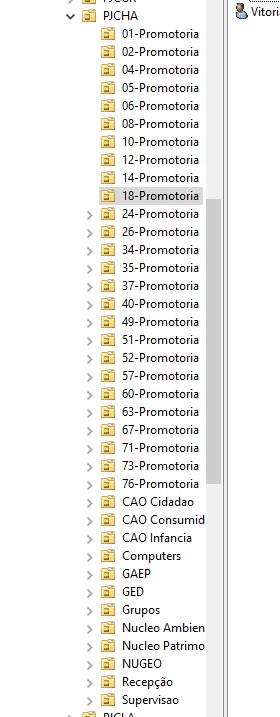 PJCHA
Vitori
01-Promotoria
02-Promotoria
04-Promotoria
05-Promotoria
06-Promotoria
08-Promotoria
10-Promotoria
12-Promotoria
14-Promotoria
18-Promotoria
24-Promotoria
26-Promotoria
34-Promotoria
35-Promotoria
37-Promotoria
40-Promotoria
49-Promotoria
51-Promotoria
52-Promotoria
57-Promotoria
60-Promotoria
63-Promotoria
67-Promotoria
71-Promotoria
73-Promotoria
76-Promotoria
CAO Cidadao
CAO Consumid
CAO Infancia
Computers
GAEP
GED
Grupos
Nucleo Ambien
Nucleo Patrimo
NUGEO
Recepção
Supervisao